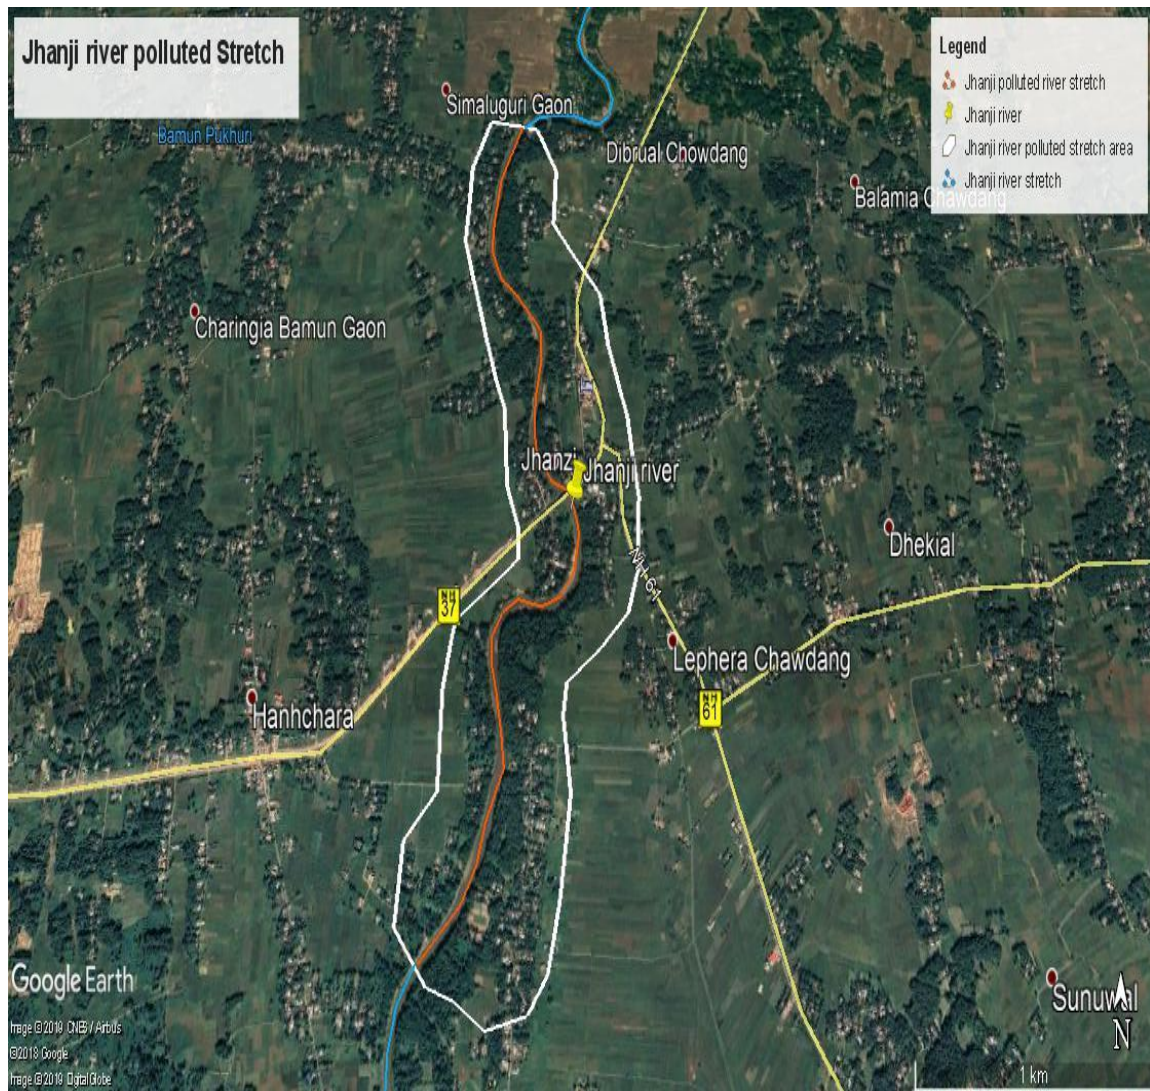 Jhanji river polluted Stretch
Legend
Jhanji polluted river stretch
Jhanji river
Jhanji river polluted stretch area
Jhanji river stretch
Simaluguri Gaon
Bamun Pukhuri
Dibrual Chowdang
Balamia Chawdang
Charingia Bamun Gaon
Jhanzi
Jhanji river
Dhekial
NH 61
NH
37
Lephera Chawdang
Hanhchara
NH
61
Google Earth
Sunuwal
N
Image © 2019 CNES / Airbus
© 2018 Google
Image © 2019 DigitalGlobe
1 km